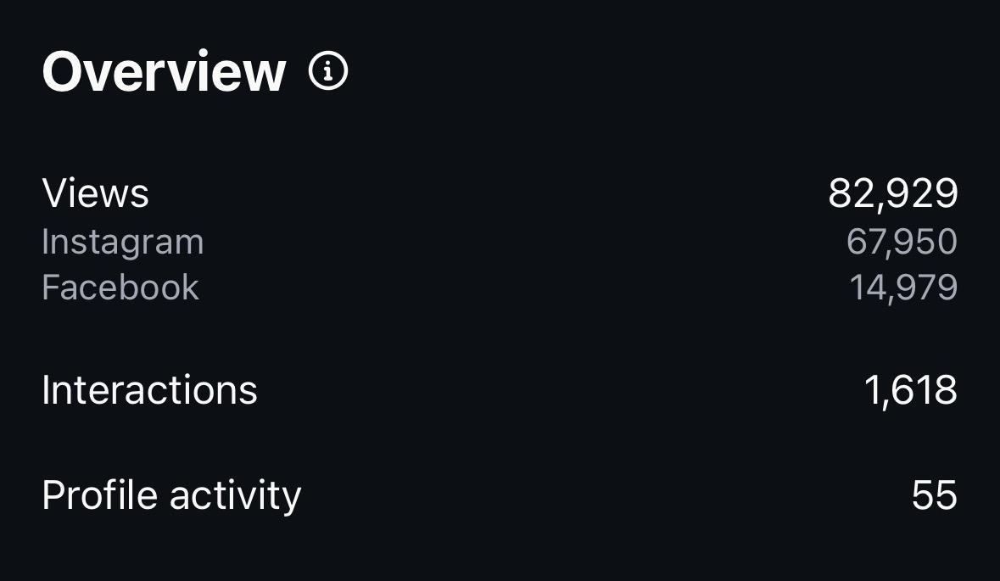 Overview
Views 82,929
Instagram 67,950
Facebook 14,979
Interactions 1,618
Profile activity 55